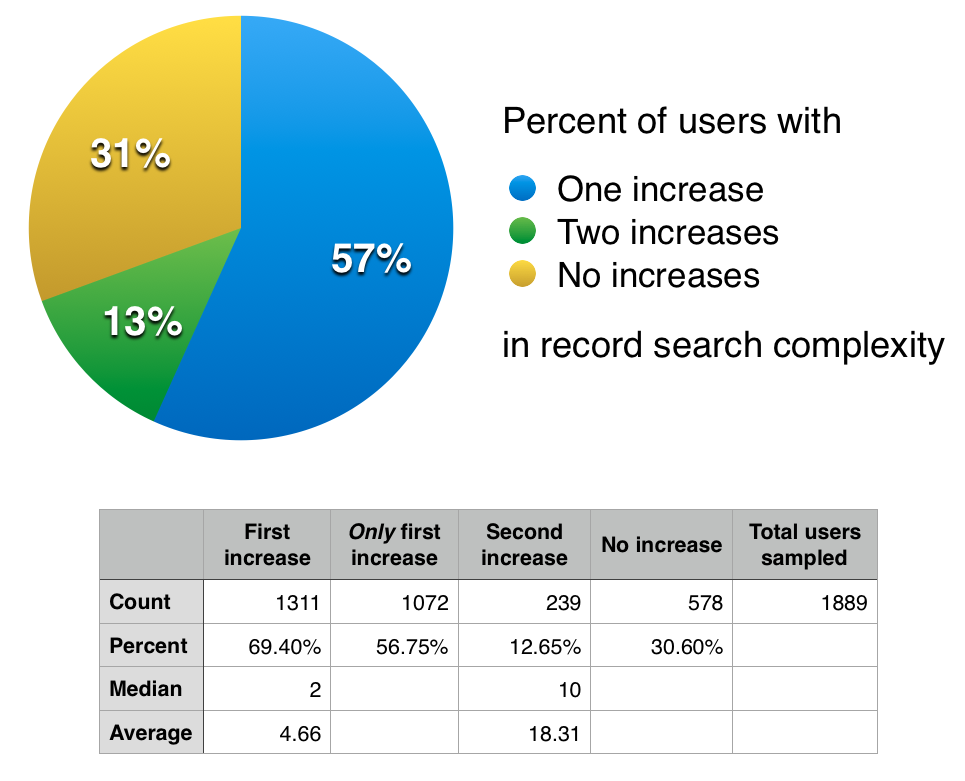 Percent of users with
31%
One increase
Two increases
57%
No increases
13%
in record search complexity
First increase Only first increase Second increase No increase Total users sampled
Count 1311 1072 239 578 1889
Percent 69.40% 56.75% 12.65% 30.60%
Median 2 10
Average 4.66 18.31